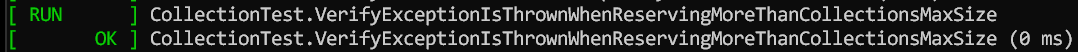 [ RUN      ] CollectionTest.VerifyExceptionIsThrownWhenReservingMoreThanCollectionsMaxSize
[       OK ] CollectionTest.VerifyExceptionIsThrownWhenReservingMoreThanCollectionsMaxSize (0 ms)